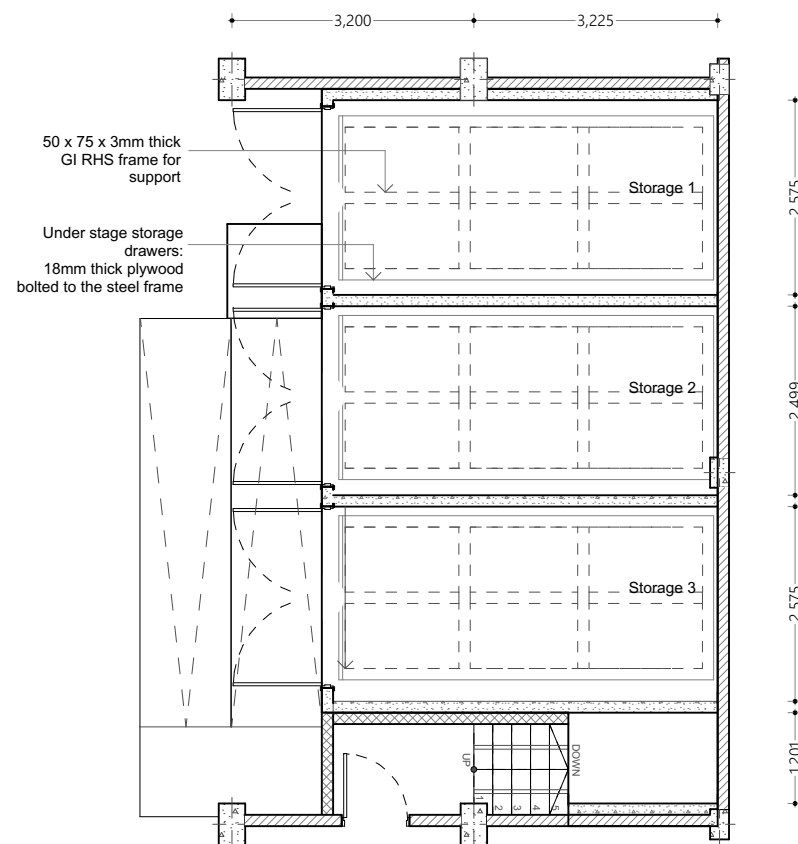 3,200
3,225
50 x 75 x 3mm thick
GI RHS frame for
support
Storage 1
2,575
Under stage storage
drawers:
18mm thick plywood
bolted to the steel frame
Storage 2
2,499
Storage 3
2,575
UP
DOWN
1
2
3
4
5
1,201